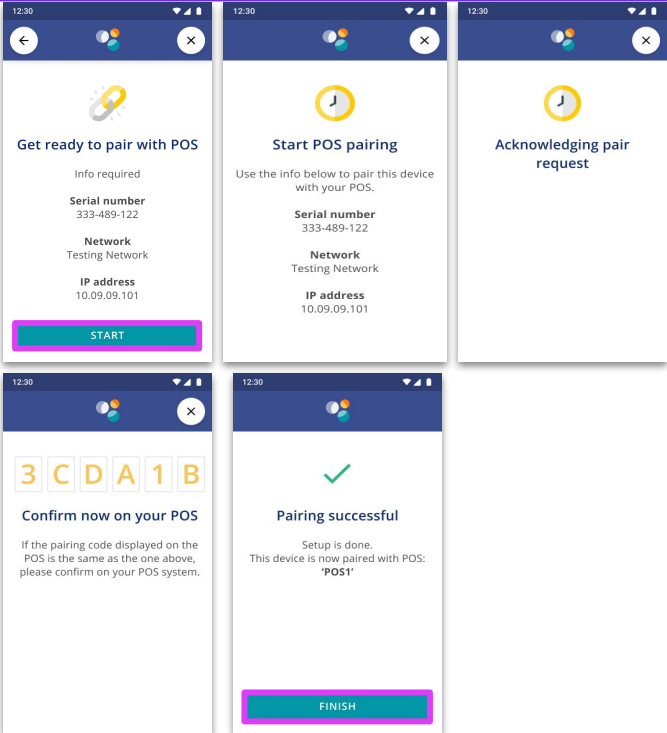 12:30
Get ready to pair with POS
Info required
Serial number
333-489-122
Network
Testing Network
IP address
10.09.09.101
START
12:30
Start POS pairing
Use the info below to pair this device
with your POS.
Serial number
333-489-122
Network
Testing Network
IP address
10.09.09.101
12:30
Acknowledging pair
request
12:30
3 C D A 1 B
Confirm now on your POS
If the pairing code displayed on the
POS is the same as the one above,
please confirm on your POS system.
12:30
Pairing successful
Setup is done.
This device is now paired with POS:
‘POS1’
FINISH